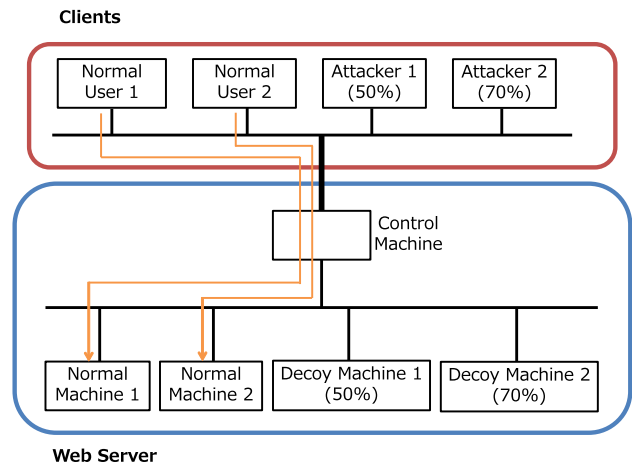 Clients
Normal
User 1
Normal
User 2
Attacker 1
(50%)
Attacker 2
(70%)
Control
Machine
Normal
Machine 1
Normal
Machine 2
Decoy Machine 1
(50%)
Decoy Machine 2
(70%)
Web Server